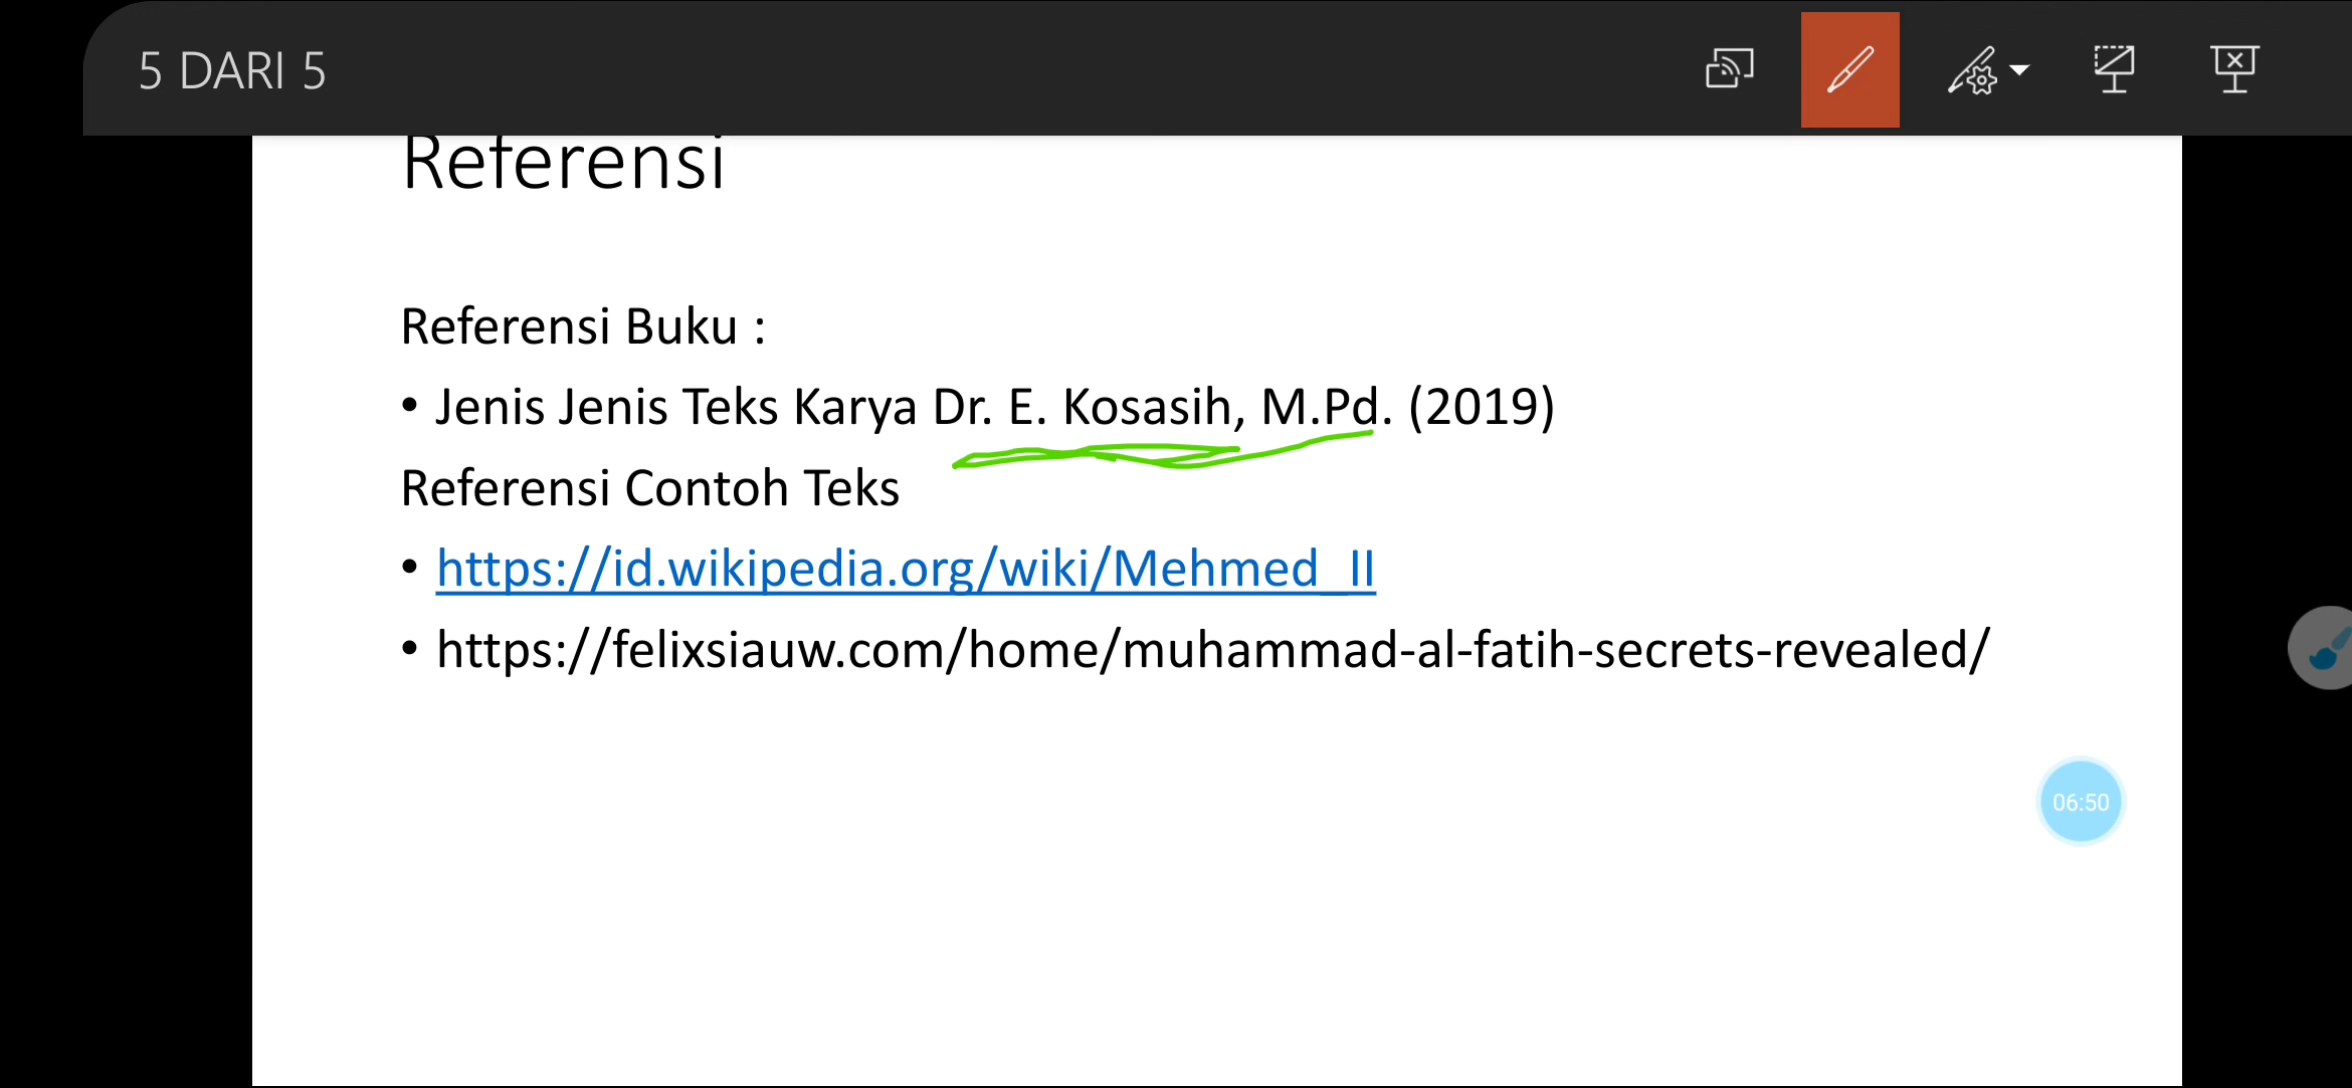 5 DARI 5
Referensi
Referensi Buku :
• Jenis Jenis Teks Karya Dr. E. Kosasih, M.Pd. (2019)
Referensi Contoh Teks
• https://id.wikipedia.org/wiki/Mehmed_II
• https://felixsiauw.com/home/muhammad-al-fatih-secrets-revealed/
06:50